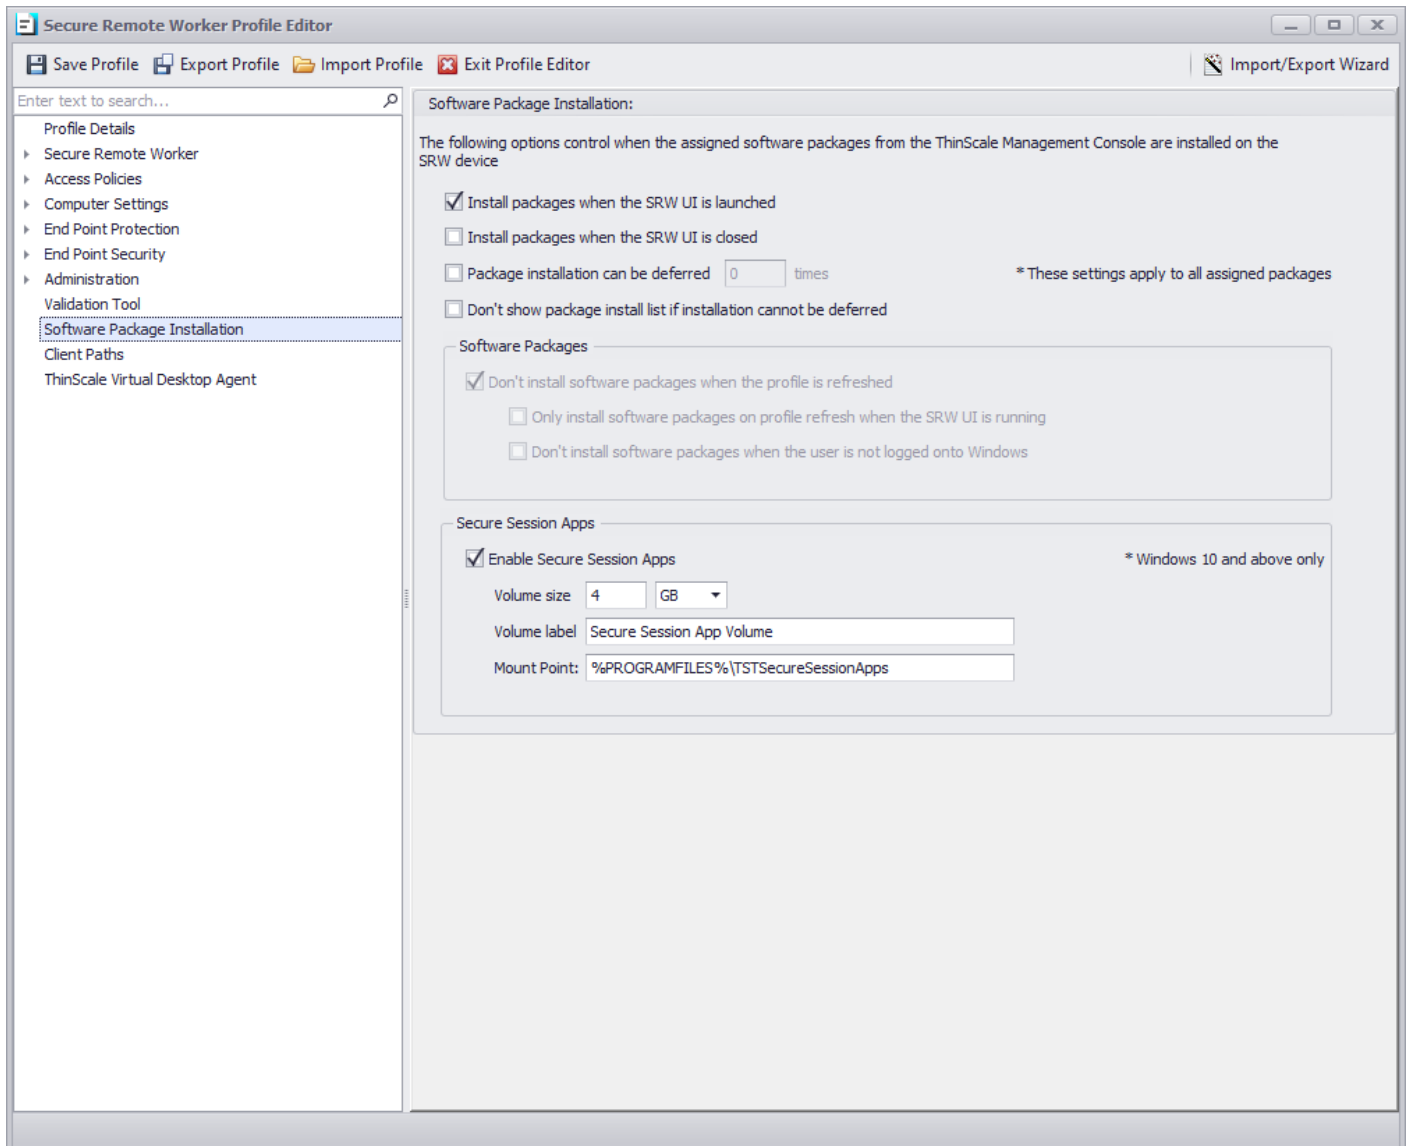 Secure Remote Worker Profile Editor
Save Profile Export Profile Import Profile Exit Profile Editor Import/Export Wizard
Enter text to search...
Profile Details
Secure Remote Worker
Access Policies
Computer Settings
End Point Protection
End Point Security
Administration
Validation Tool
Software Package Installation
Client Paths
ThinScale Virtual Desktop Agent
Software Package Installation:
The following options control when the assigned software packages from the ThinScale Management Console are installed on the
SRW device
Install packages when the SRW UI is launched
Install packages when the SRW UI is closed
Package installation can be deferred 0 times * These settings apply to all assigned packages
Don't show package install list if installation cannot be deferred
Software Packages
Don't install software packages when the profile is refreshed
Only install software packages on profile refresh when the SRW UI is running
Don't install software packages when the user is not logged onto Windows
Secure Session Apps
Enable Secure Session Apps * Windows 10 and above only
Volume size 4 GB
Volume label Secure Session App Volume
Mount Point: %PROGRAMFILES%\TSTSecureSessionApps